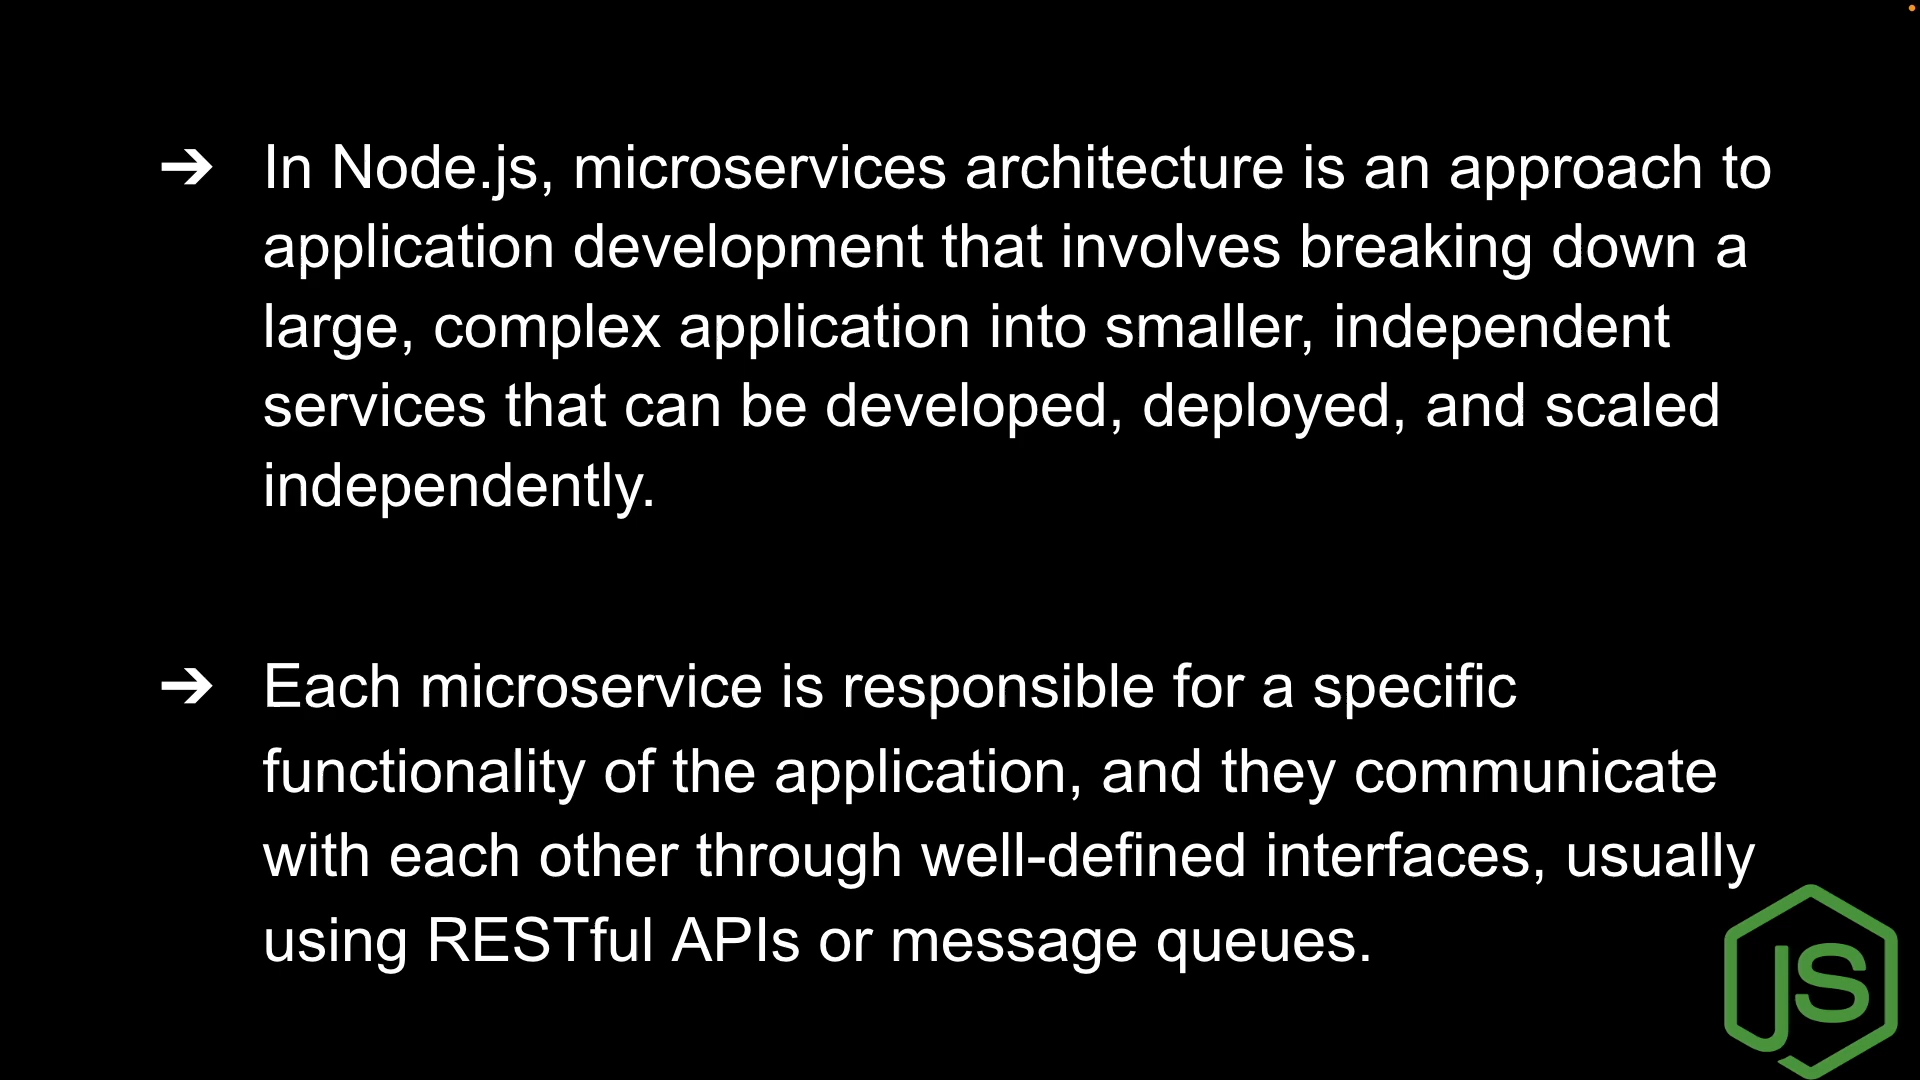 ➔ In Node.js, microservices architecture is an approach to
application development that involves breaking down a
large, complex application into smaller, independent
services that can be developed, deployed, and scaled
independently.
➔ Each microservice is responsible for a specific
functionality of the application, and they communicate
with each other through well-defined interfaces, usually
using RESTful APIs or message queues.
JS